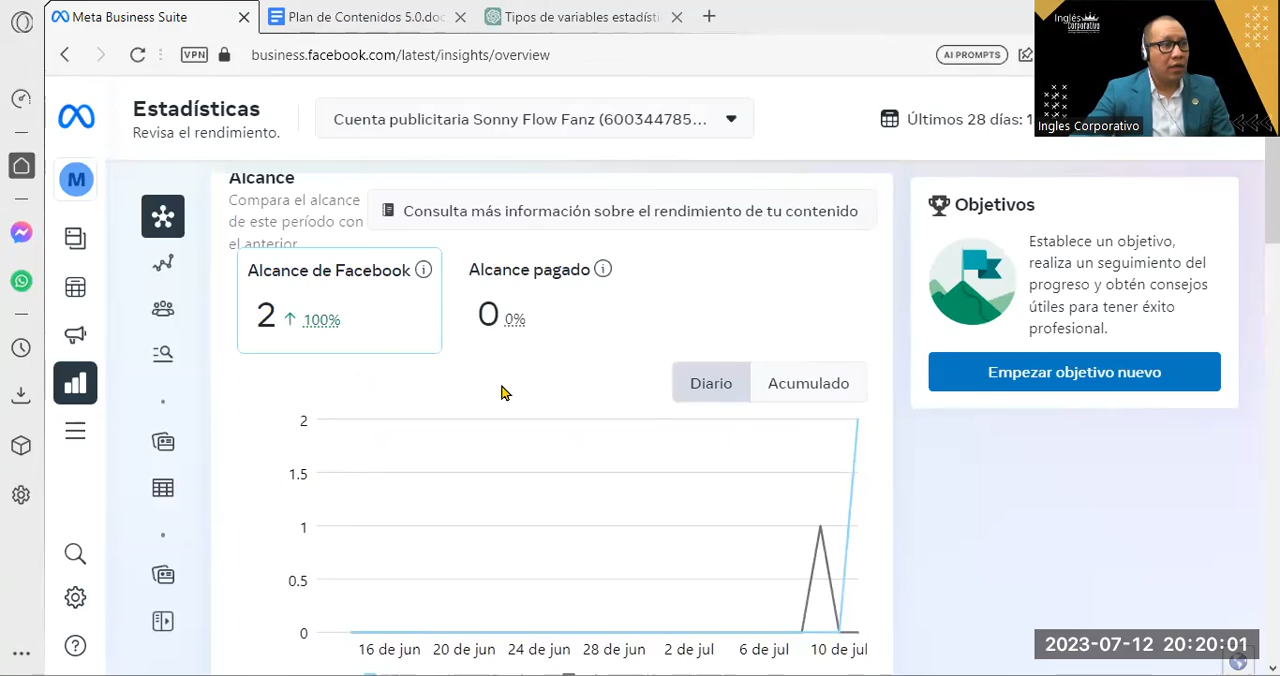 Meta Business Suite
Plan de Contenidos 5.0.doc
Tipos de variables estadísti
VPN
business.facebook.com/latest/insights/overview
AI PROMPTS
Inglés
Corporativo
Ingles Corporativo
Estadísticas
Revisa el rendimiento.
Cuenta publicitaria Sonny Flow Fanz (600344785...
Últimos 28 días: 1
M
Alcance
Compara el alcance
de este período con
el anterior
Consulta más información sobre el rendimiento de tu contenido
Alcance de Facebook
2 ↑ 100%
Alcance pagado
0 0%
Diario
Acumulado
2
1.5
1
0.5
0
16 de jun
20 de jun
24 de jun
28 de jun
2 de jul
6 de jul
10 de jul
Objetivos
Establece un objetivo,
realiza un seguimiento del
progreso y obtén consejos
útiles para tener éxito
profesional.
Empezar objetivo nuevo
2023-07-12 20:20:01